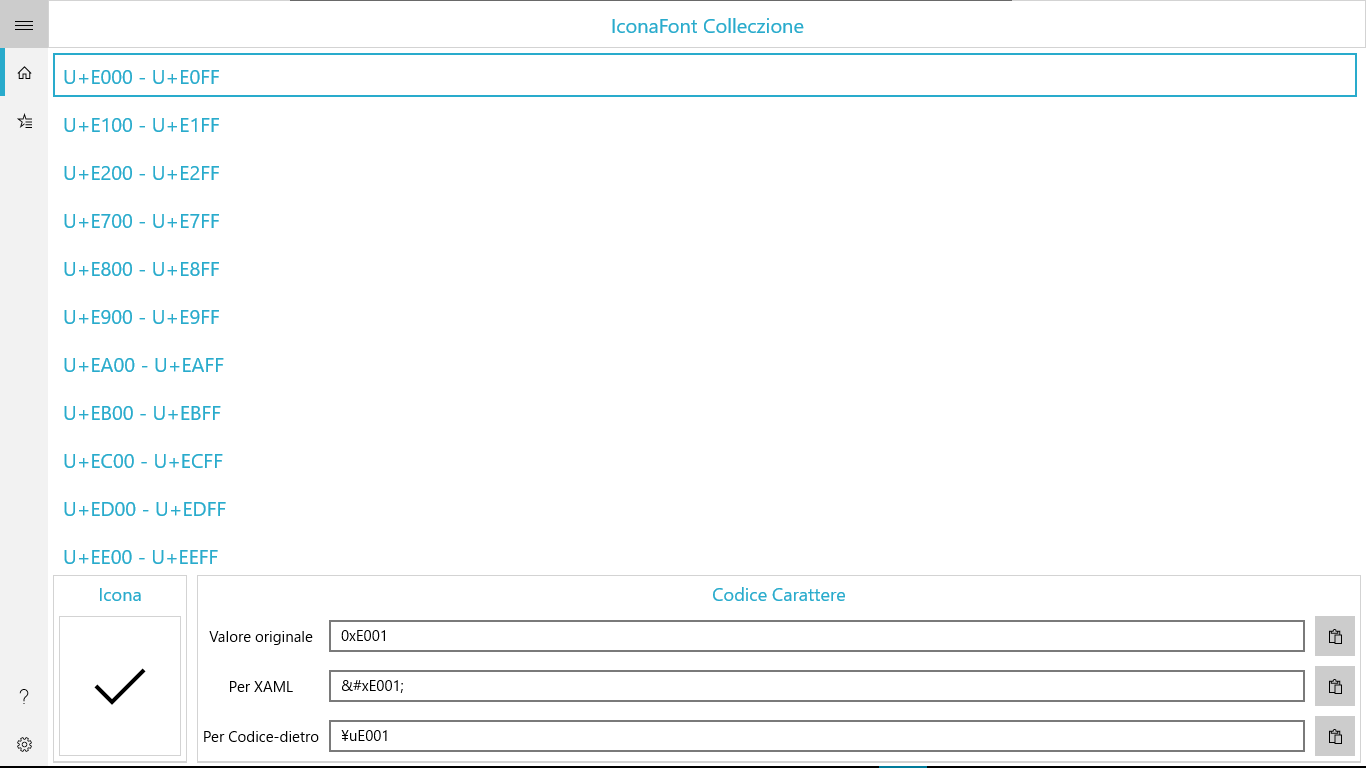 IconaFont Colleczione
U+E000 - U+E0FF
U+E100 - U+E1FF
U+E200 - U+E2FF
U+E700 - U+E7FF
U+E800 - U+E8FF
U+E900 - U+E9FF
U+EA00 - U+EAFF
U+EB00 - U+EBFF
U+EC00 - U+ECFF
U+ED00 - U+EDFF
U+EE00 - U+EEFF
Icona
Codice Carattere
Valore originale 0xE001
Per XAML &#xE001;
Per Codice-dietro ¥uE001